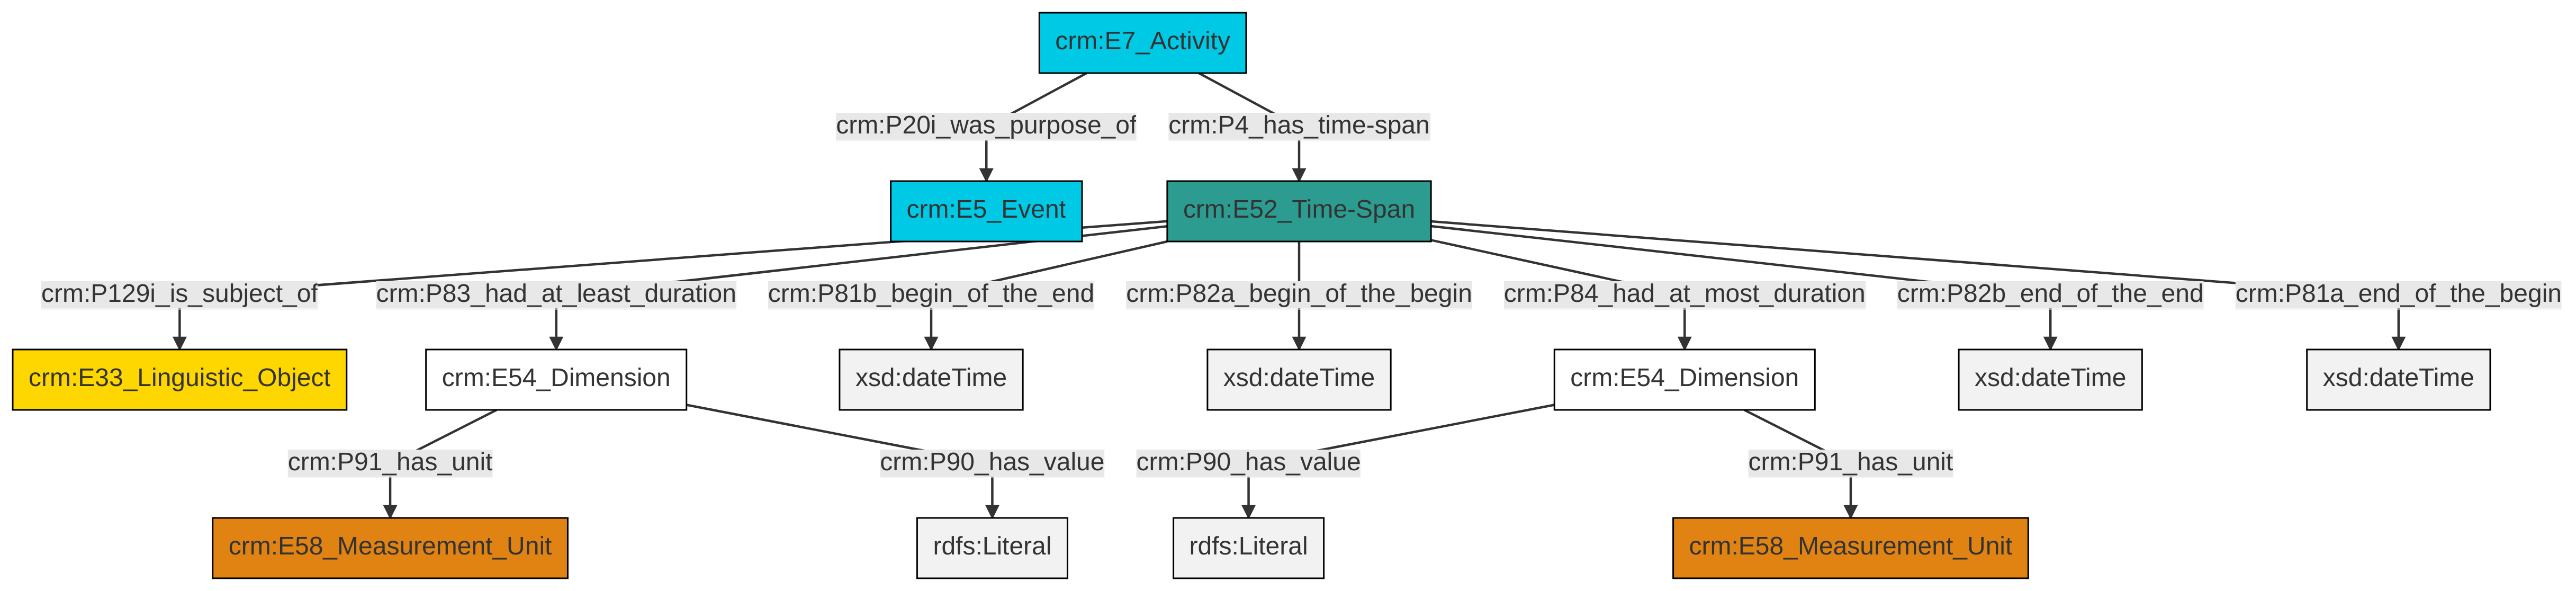 crm:E7_Activity
crm:P20i_was_purpose_of
crm:P4_has_time-span
crm:E5_Event
crm:E52_Time-Span
crm:P129i_is_subject_of
crm:P83_had_at_least_duration
crm:P81b_begin_of_the_end
crm:P82a_begin_of_the_begin
crm:P84_had_at_most_duration
crm:P82b_end_of_the_end
crm:P81a_end_of_the_begin
crm:E33_Linguistic_Object
crm:E54_Dimension
xsd:dateTime
xsd:dateTime
crm:E54_Dimension
xsd:dateTime
xsd:dateTime
crm:P91_has_unit
crm:P90_has_value
crm:P90_has_value
crm:P91_has_unit
crm:E58_Measurement_Unit
rdfs:Literal
rdfs:Literal
crm:E58_Measurement_Unit